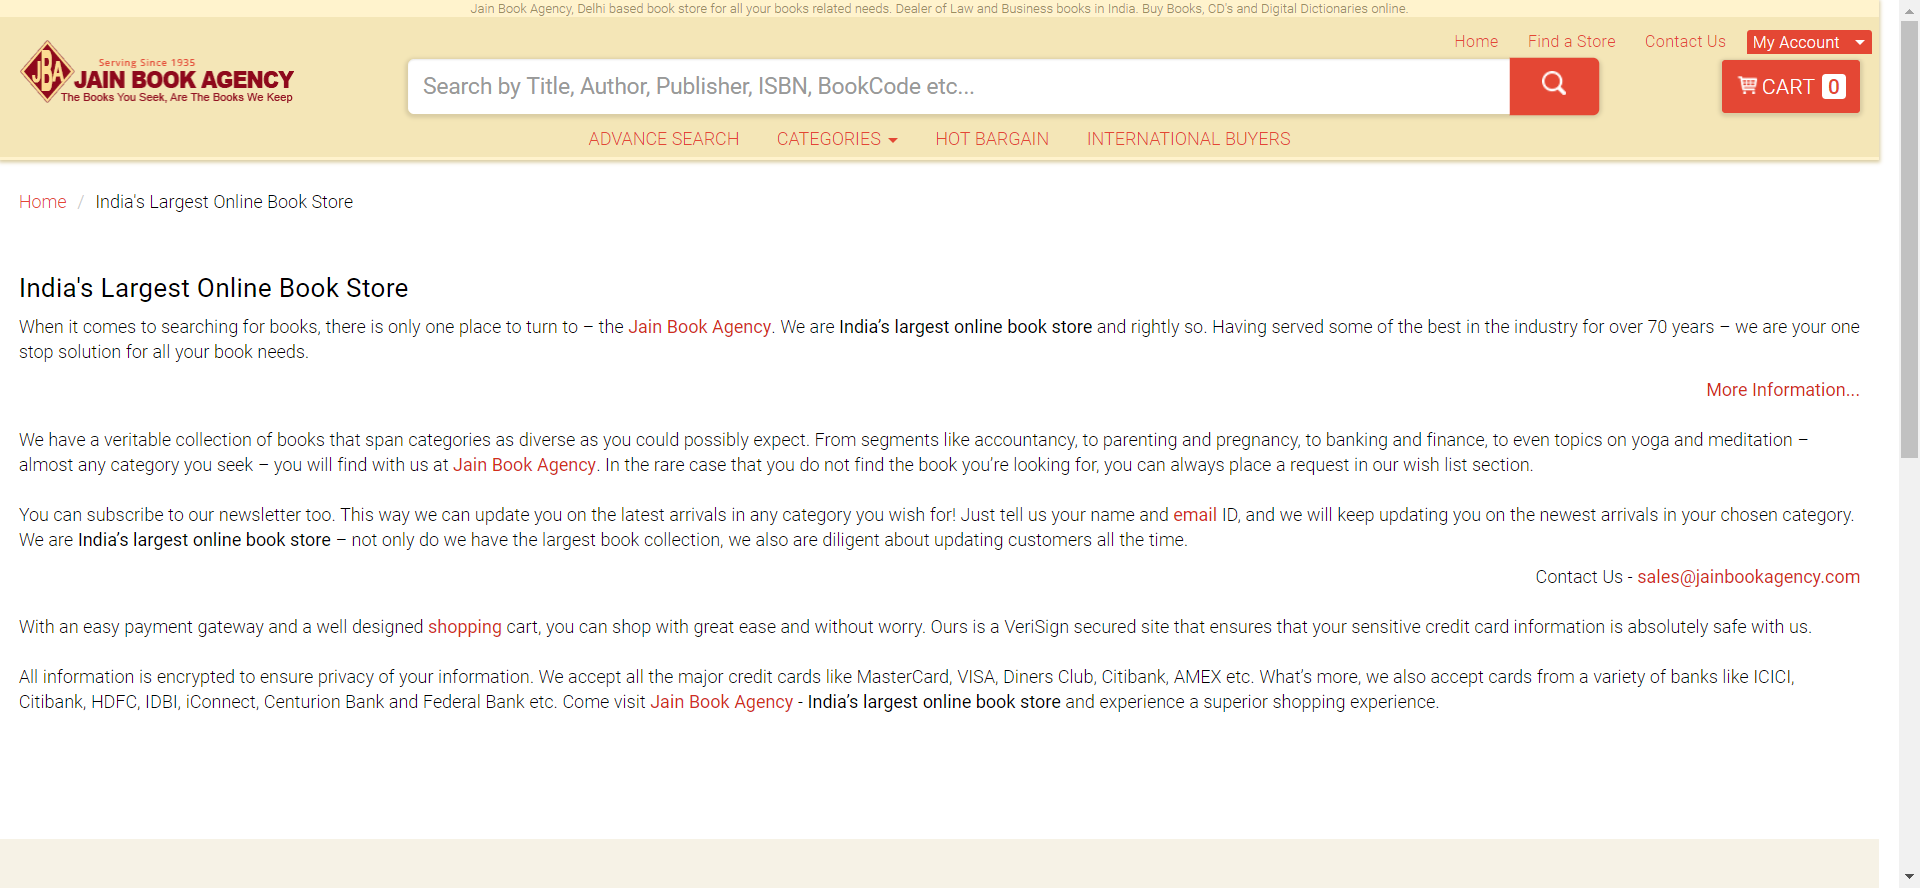 Jain Book Agency, Delhi based book store for all your books related needs. Dealer of Law and Business books in India. Buy Books, CD's and Digital Dictionaries online.
Home Find a Store Contact Us My Account
JBA Serving Since 1935
JAIN BOOK AGENCY
The Books You Seek, Are The Books We Keep
Search by Title, Author, Publisher, ISBN, BookCode etc...
CART 0
ADVANCE SEARCH CATEGORIES HOT BARGAIN INTERNATIONAL BUYERS
Home / India's Largest Online Book Store
India's Largest Online Book Store
When it comes to searching for books, there is only one place to turn to – the Jain Book Agency. We are India’s largest online book store and rightly so. Having served some of the best in the industry for over 70 years – we are your one
stop solution for all your book needs.
More Information...
We have a veritable collection of books that span categories as diverse as you could possibly expect. From segments like accountancy, to parenting and pregnancy, to banking and finance, to even topics on yoga and meditation –
almost any category you seek – you will find with us at Jain Book Agency. In the rare case that you do not find the book you’re looking for, you can always place a request in our wish list section.
You can subscribe to our newsletter too. This way we can update you on the latest arrivals in any category you wish for! Just tell us your name and email ID, and we will keep updating you on the newest arrivals in your chosen category.
We are India’s largest online book store – not only do we have the largest book collection, we also are diligent about updating customers all the time.
Contact Us - sales@jainbookagency.com
With an easy payment gateway and a well designed shopping cart, you can shop with great ease and without worry. Ours is a VeriSign secured site that ensures that your sensitive credit card information is absolutely safe with us.
All information is encrypted to ensure privacy of your information. We accept all the major credit cards like MasterCard, VISA, Diners Club, Citibank, AMEX etc. What’s more, we also accept cards from a variety of banks like ICICI,
Citibank, HDFC, IDBI, iConnect, Centurion Bank and Federal Bank etc. Come visit Jain Book Agency - India’s largest online book store and experience a superior shopping experience.